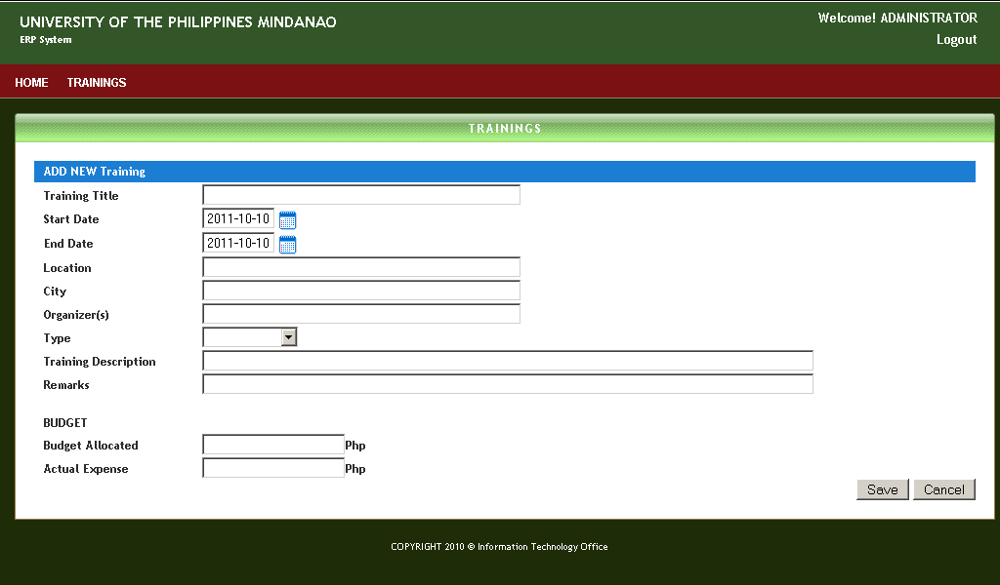 UNIVERSITY OF THE PHILIPPINES MINDANAO
ERP System
Welcome! ADMINISTRATOR
Logout
HOME TRAININGS
TRAININGS
ADD NEW Training
Training Title
Start Date 2011-10-10
End Date 2011-10-10
Location
City
Organizer(s)
Type
Training Description
Remarks
BUDGET
Budget Allocated Php
Actual Expense Php
Save Cancel
COPYRIGHT 2010 © Information Technology Office